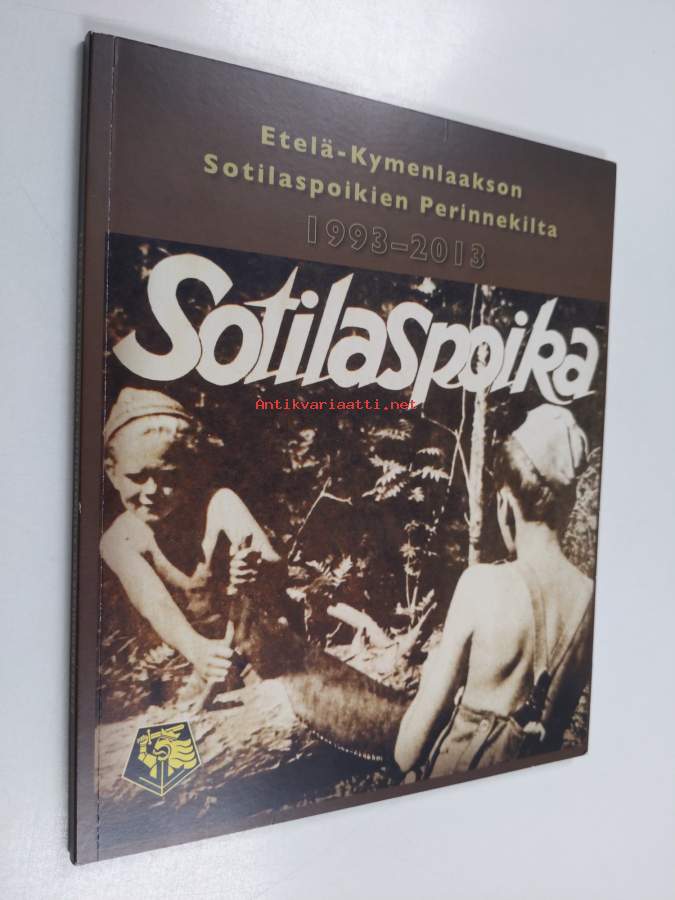 Etelä-Kymenlaakson
Sotilaspoikien Perinnekilta
1993–2013
Sotilaspoika
Antikvariaatti.net